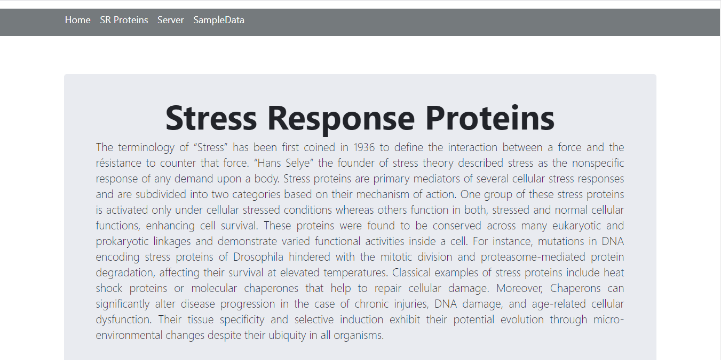 Home SR Proteins Server SampleData
Stress Response Proteins
The terminology of “Stress” has been first coined in 1936 to define the interaction between a force and the
résistance to counter that force. “Hans Selye” the founder of stress theory described stress as the nonspecific
response of any demand upon a body. Stress proteins are primary mediators of several cellular stress responses
and are subdivided into two categories based on their mechanism of action. One group of these stress proteins
is activated only under cellular stressed conditions whereas others function in both, stressed and normal cellular
functions, enhancing cell survival. These proteins were found to be conserved across many eukaryotic and
prokaryotic linkages and demonstrate varied functional activities inside a cell. For instance, mutations in DNA
encoding stress proteins of Drosophila hindered with the mitotic division and proteasome-mediated protein
degradation, affecting their survival at elevated temperatures. Classical examples of stress proteins include heat
shock proteins or molecular chaperones that help to repair cellular damage. Moreover, Chaperons can
significantly alter disease progression in the case of chronic injuries, DNA damage, and age-related cellular
dysfunction. Their tissue specificity and selective induction exhibit their potential evolution through micro-
environmental changes despite their ubiquity in all organisms.